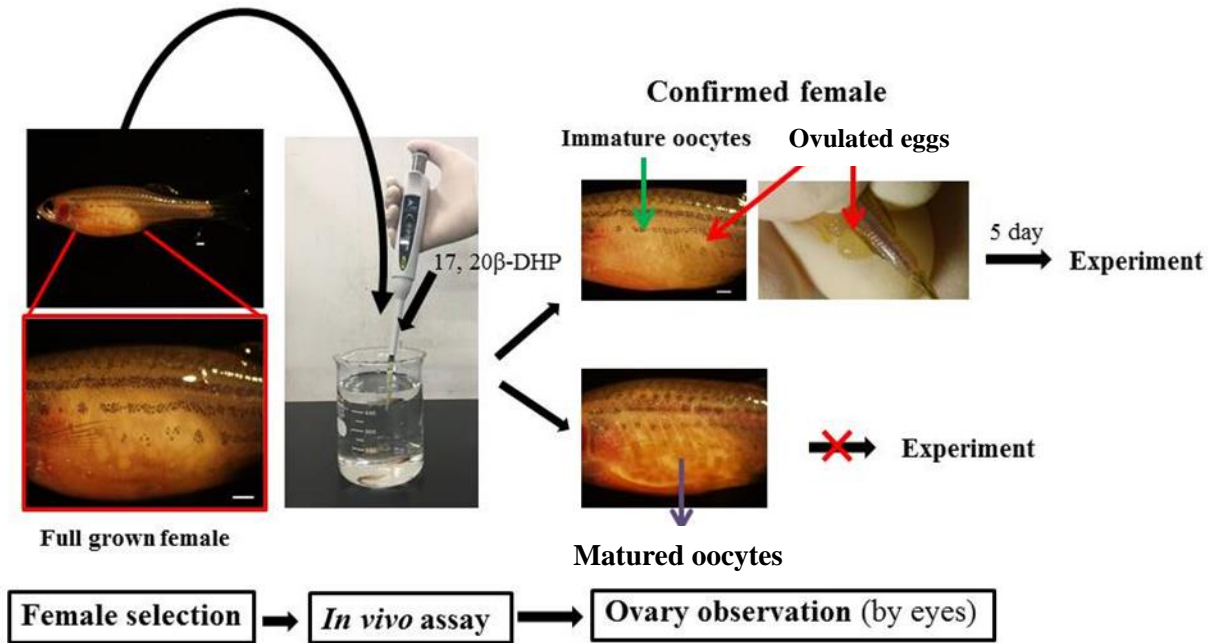 Confirmed female
Immature oocytes
Ovulated eggs
17, 20β-DHP
5 day
Experiment
Experiment
Full grown female
Matured oocytes
Female selection
In vivo assay
Ovary observation (by eyes)